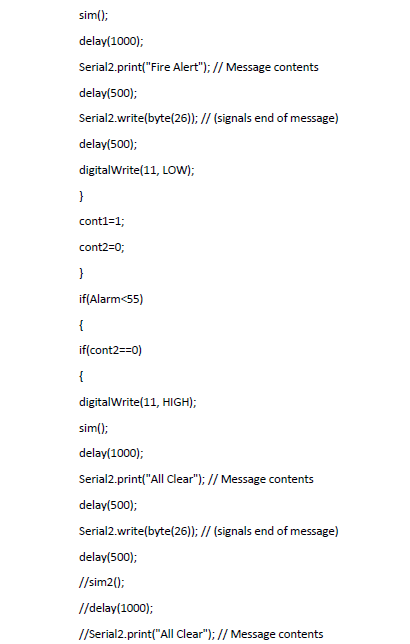 sim();
delay(1000);
Serial2.print("Fire Alert"); // Message contents
delay(500);
Serial2.write(byte(26)); // (signals end of message)
delay(500);
digitalWrite(11, LOW);
}
cont1=1;
cont2=0;
}
if(Alarm<55)
{
if(cont2==0)
{
digitalWrite(11, HIGH);
sim();
delay(1000);
Serial2.print("All Clear"); // Message contents
delay(500);
Serial2.write(byte(26)); // (signals end of message)
delay(500);
//sim2();
//delay(1000);
//Serial2.print("All Clear"); // Message contents